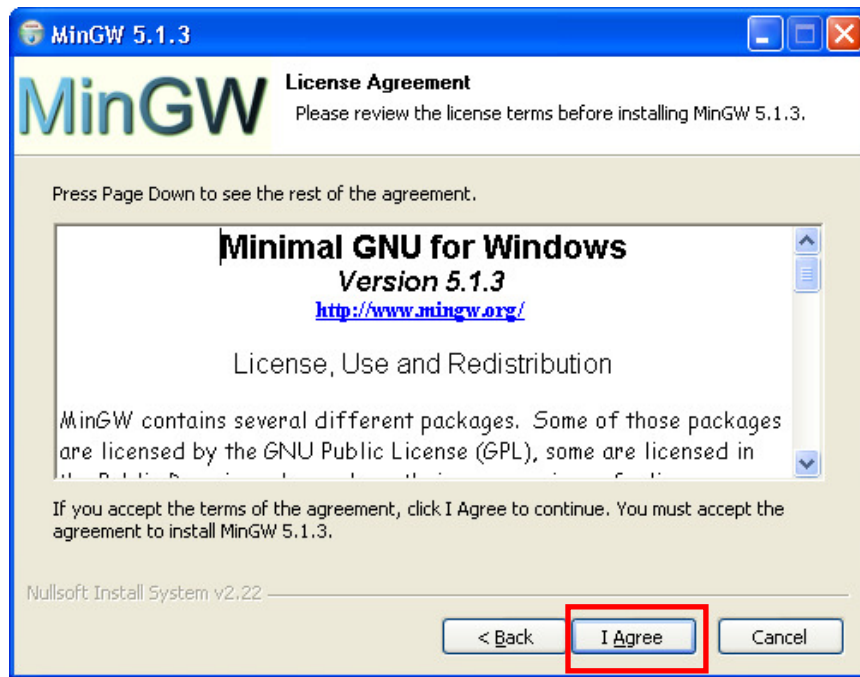 MinGW 5.1.3
MinGW
License Agreement
Please review the license terms before installing MinGW 5.1.3.
Press Page Down to see the rest of the agreement.
Minimal GNU for Windows
Version 5.1.3
http://www.mingw.org/
License, Use and Redistribution
MinGW contains several different packages. Some of those packages
are licensed by the GNU Public License (GPL), some are licensed in
If you accept the terms of the agreement, click I Agree to continue. You must accept the
agreement to install MinGW 5.1.3.
Nullsoft Install System v2.22
< Back I Agree Cancel